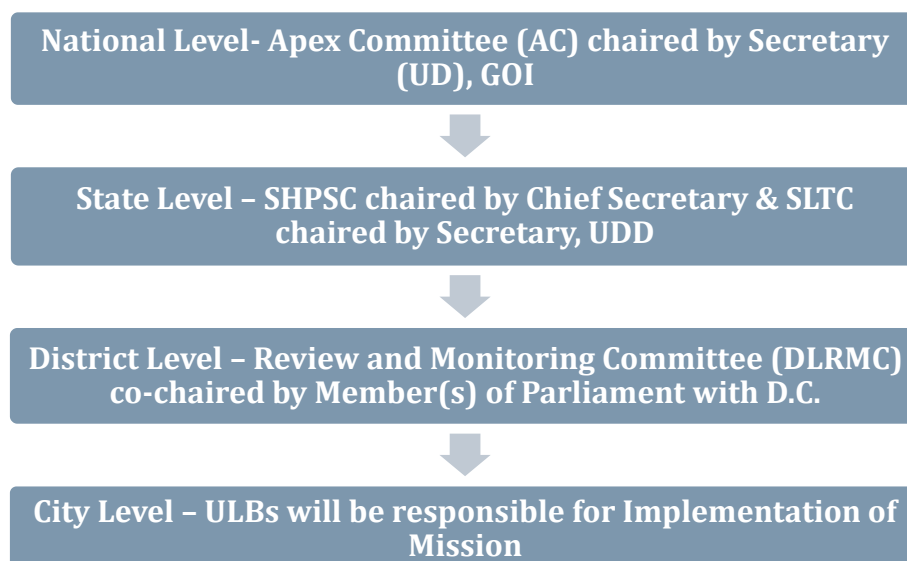 National Level- Apex Committee (AC) chaired by Secretary
(UD), GOI
State Level – SHPSC chaired by Chief Secretary & SLTC
chaired by Secretary, UDD
District Level – Review and Monitoring Committee (DLRMC)
co-chaired by Member(s) of Parliament with D.C.
City Level – ULBs will be responsible for Implementation of
Mission